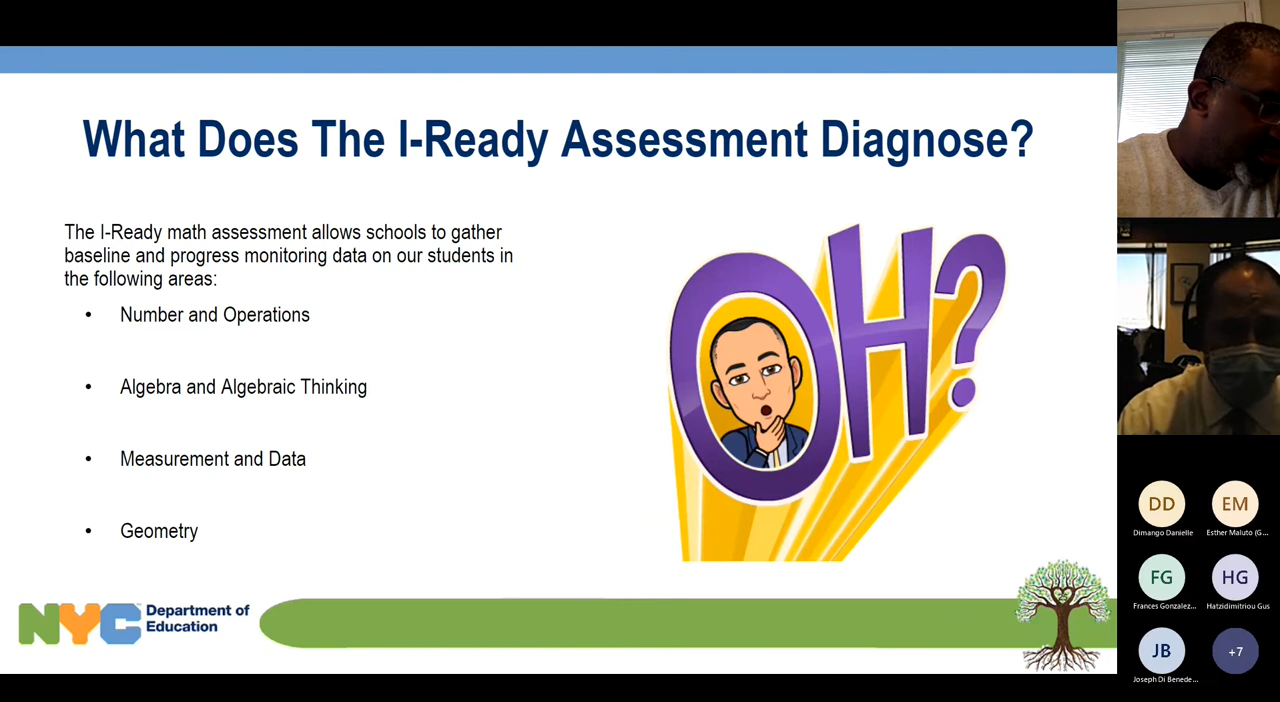 What Does The I-Ready Assessment Diagnose?
The I-Ready math assessment allows schools to gather
baseline and progress monitoring data on our students in
the following areas:
• Number and Operations
• Algebra and Algebraic Thinking
• Measurement and Data
• Geometry
OH?
NYC Department of
Education
DD
Dimango Danielle
EM
Esther Maluto (G...
FG
Frances Gonzalez...
HG
Hatzidimitriou Gus
JB
Joseph Di Benede...
+7